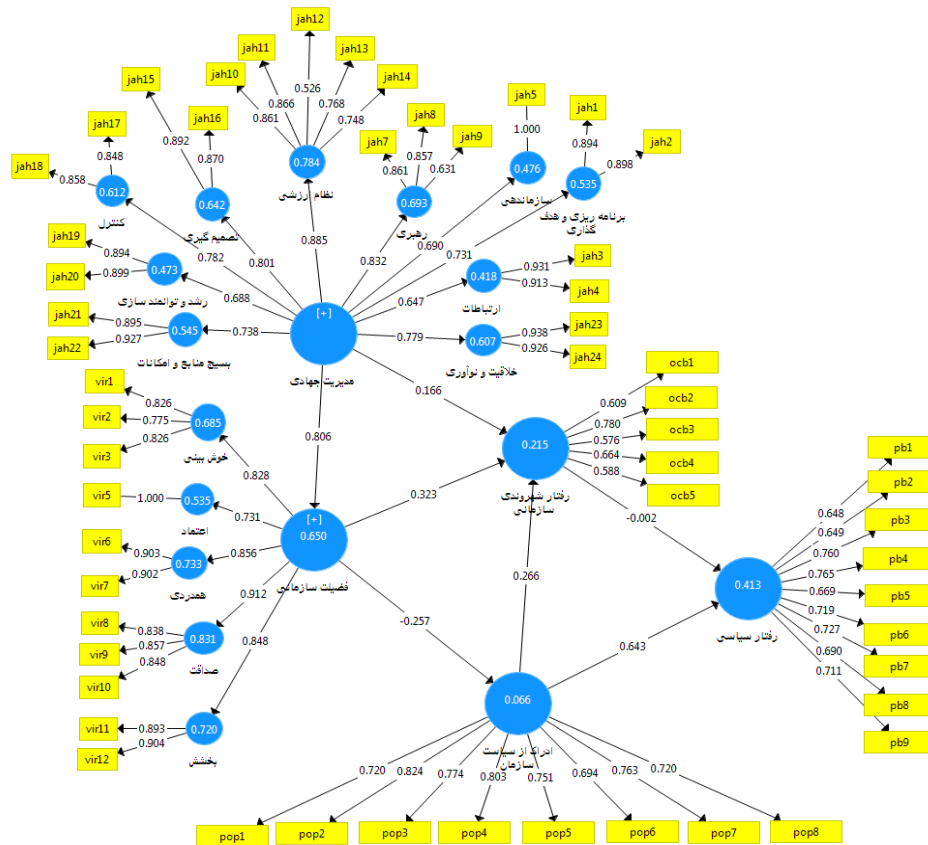 jah12
jah11
jah13
jah10
jah14
jah15
jah16
jah17
jah18
jah8
jah7
jah9
jah5
jah1
jah2
0.526
0.866
0.768
0.861
0.748
0.892
0.870
0.848
0.858
0.857
0.861
0.631
1.000
0.894
0.898
0.784
نظام ارزشی
0.642
تصمیم گیری
0.612
کنترل
0.693
رهبری
0.476
سازماندهی
0.535
برنامه ریزی و هدف
گذاری
0.885
0.801
0.782
0.832
0.690
0.731
jah19
jah20
0.894
0.899
0.473
رشد و توانمند سازی
0.688
0.647
0.418
ارتباطات
0.931
0.913
jah3
jah4
jah21
jah22
0.895
0.927
0.545
بسیج منابع و امکانات
0.738
[+]
مدیریت جهادی
0.779
0.607
خلاقیت و نوآوری
0.938
0.926
jah23
jah24
0.166
0.806
vir1
vir2
vir3
0.826
0.775
0.826
0.685
خوش بینی
0.828
vir5
1.000
0.535
اعتماد
0.731
vir6
vir7
0.903
0.902
0.733
همدردی
0.856
[+]
0.650
فضیلت سازمانی
vir8
vir9
vir10
0.838
0.857
0.848
0.831
صداقت
0.912
vir11
vir12
0.893
0.904
0.720
بخشش
0.848
0.323
-0.257
0.215
رفتار شهروندی
سازمانی
0.609
0.780
0.576
0.664
0.588
ocb1
ocb2
ocb3
ocb4
ocb5
-0.002
0.266
0.643
0.413
رفتار سیاسی
0.648
0.649
0.760
0.765
0.669
0.719
0.727
0.690
0.711
pb1
pb2
pb3
pb4
pb5
pb6
pb7
pb8
pb9
0.066
ادراک از سیاست
سازمان
0.720
0.824
0.774
0.803
0.751
0.694
0.763
0.720
pop1
pop2
pop3
pop4
pop5
pop6
pop7
pop8